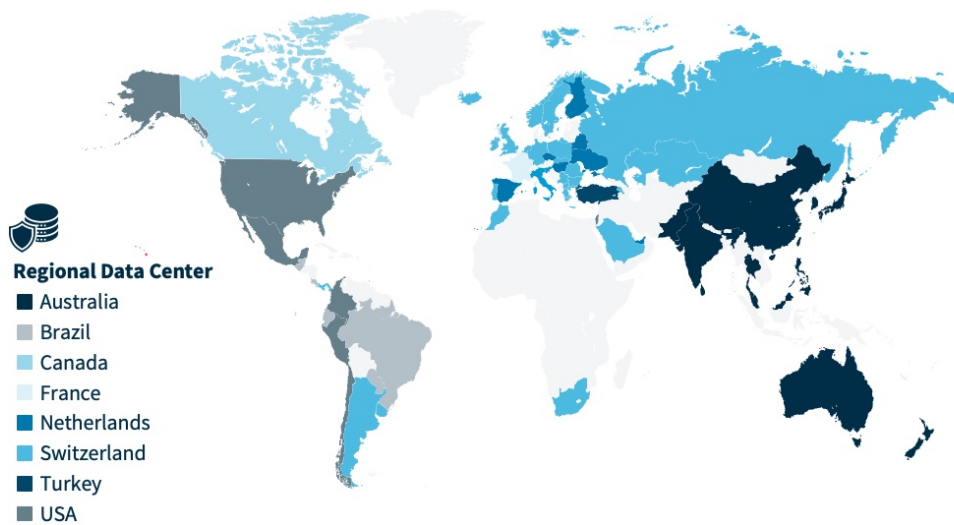 Regional Data Center
Australia
Brazil
Canada
France
Netherlands
Switzerland
Turkey
USA